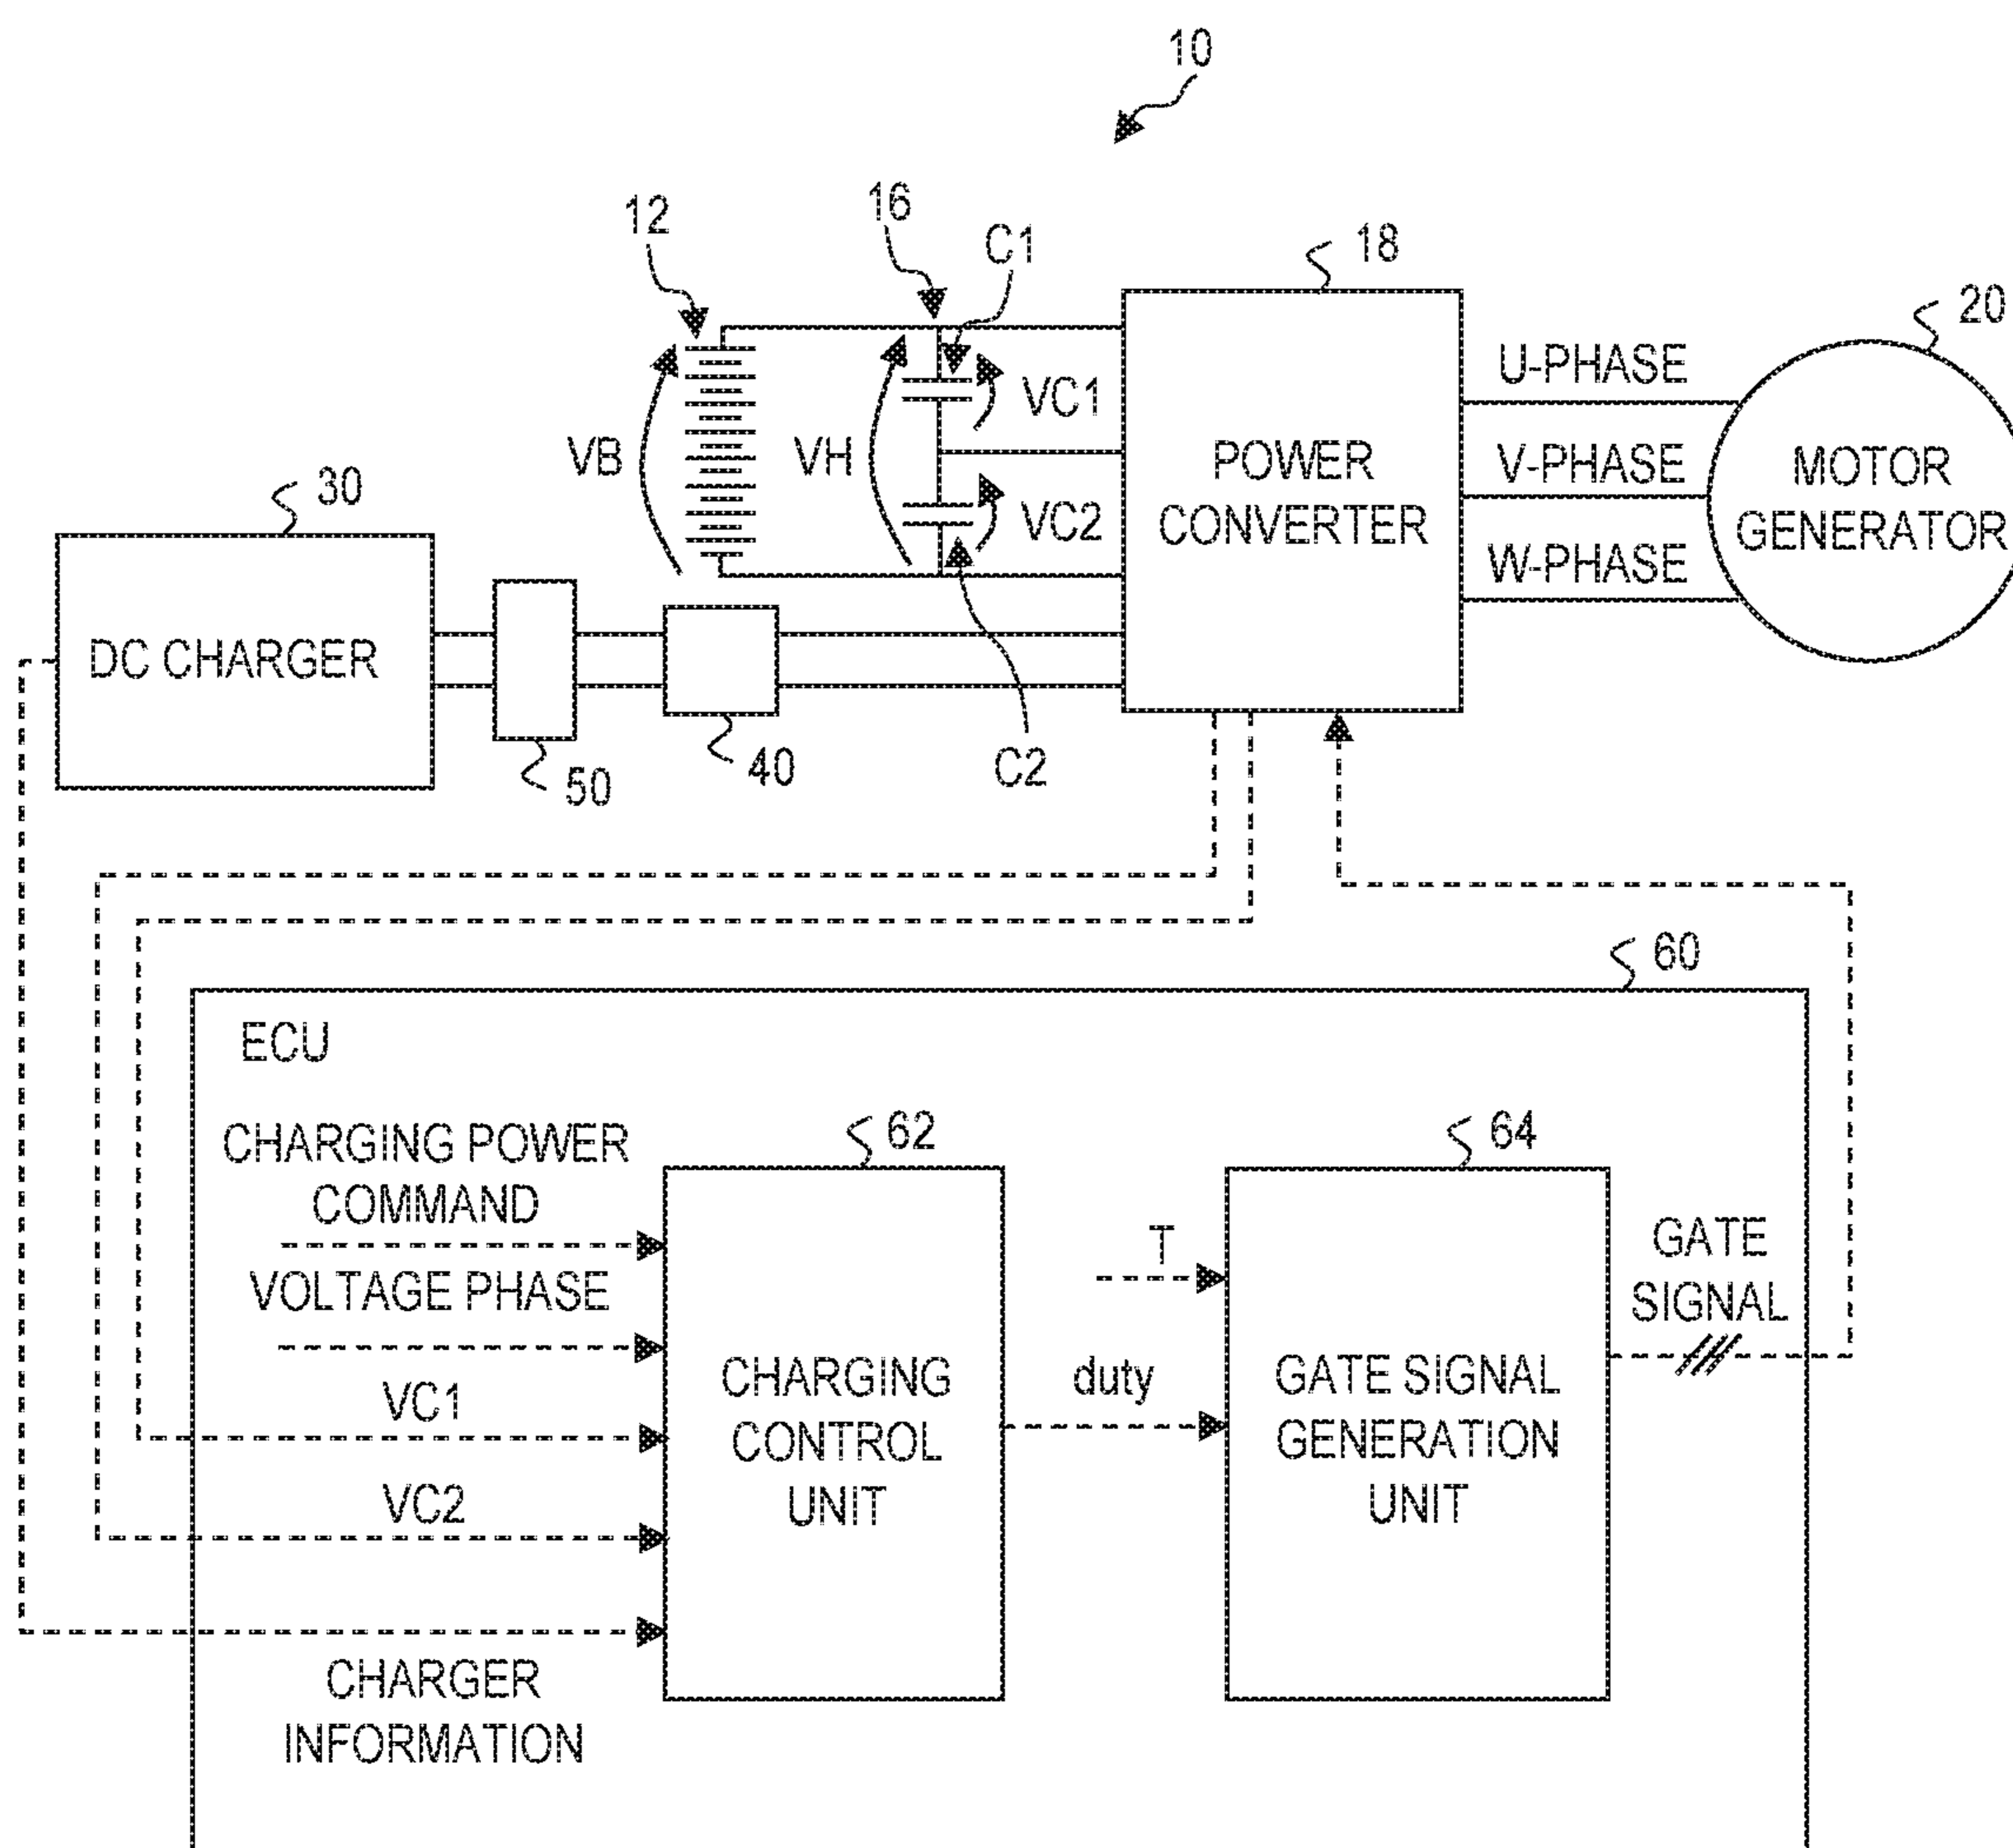 10
12
16
C1
18
20
VB
VH
VC1
VC2
C2
POWER
CONVERTER
U-PHASE
V-PHASE
W-PHASE
MOTOR
GENERATOR
30
DC CHARGER
50
40
60
ECU
CHARGING POWER
COMMAND
VOLTAGE PHASE
VC1
VC2
CHARGER
INFORMATION
62
CHARGING
CONTROL
UNIT
T
duty
64
GATE SIGNAL
GENERATION
UNIT
GATE
SIGNAL